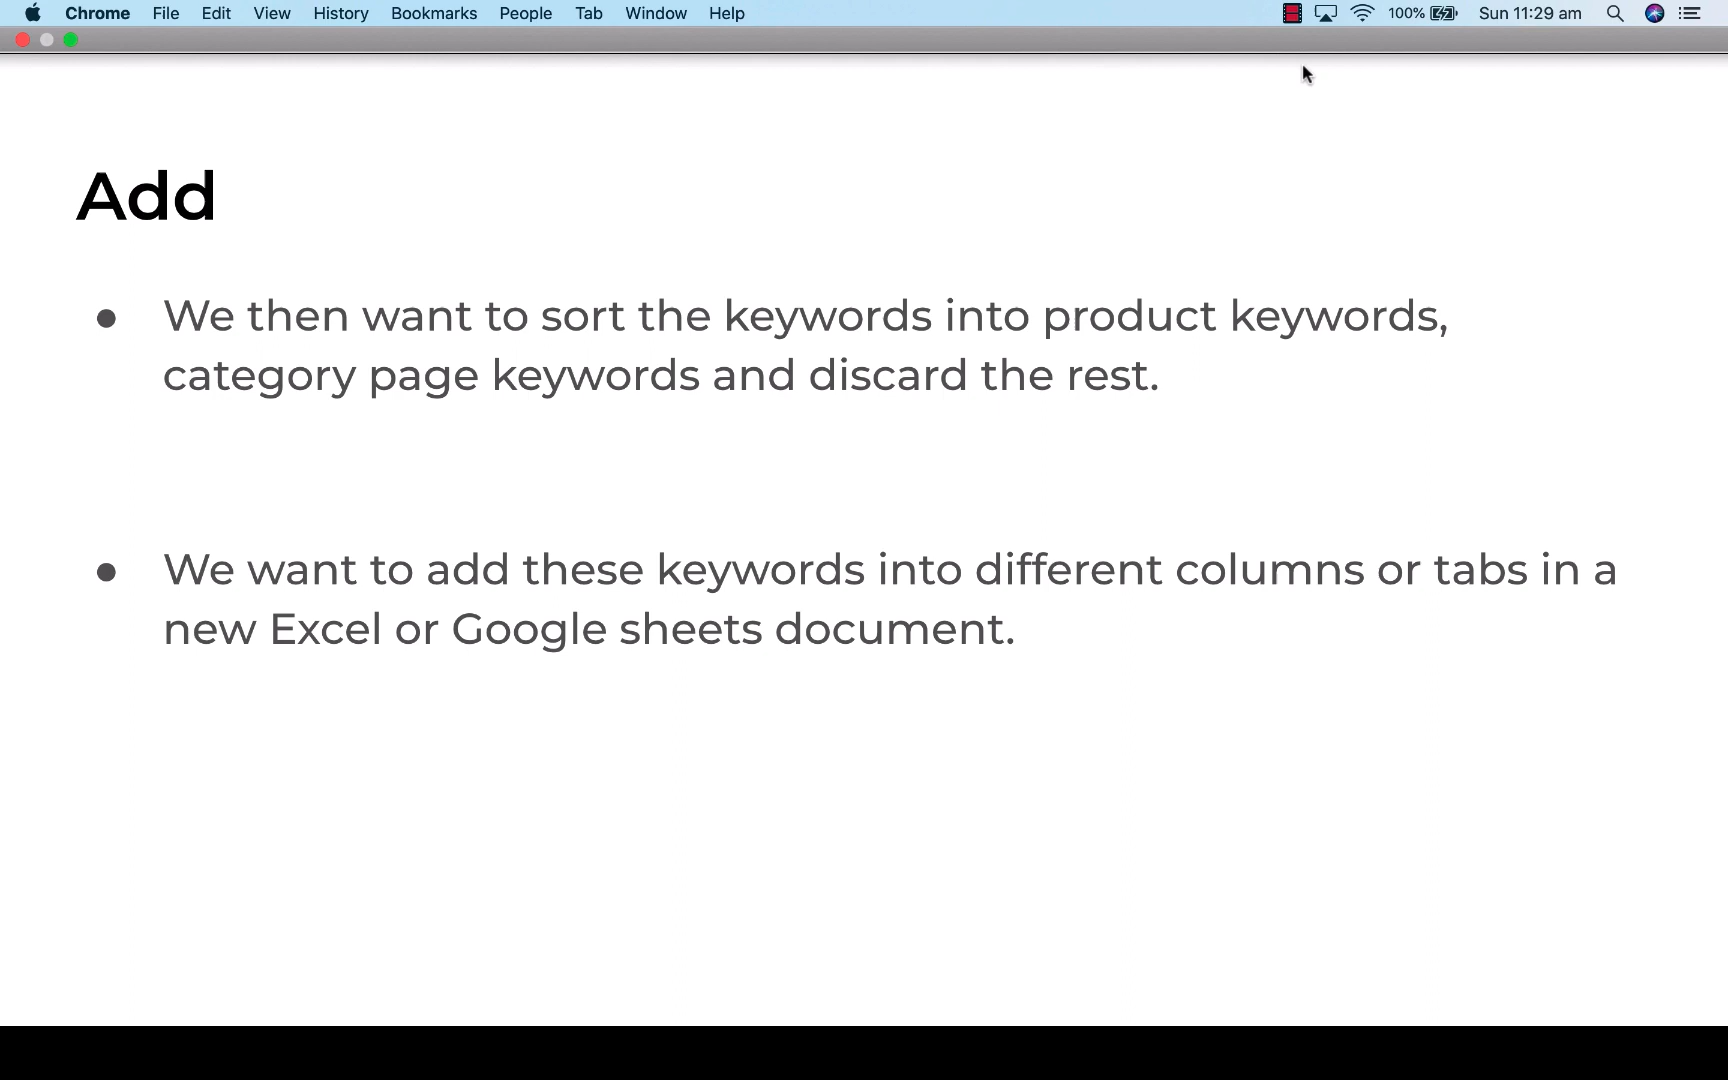 Chrome File Edit View History Bookmarks People Tab Window Help 100% Sun 11:29 am
Add
● We then want to sort the keywords into product keywords,
category page keywords and discard the rest.
● We want to add these keywords into different columns or tabs in a
new Excel or Google sheets document.